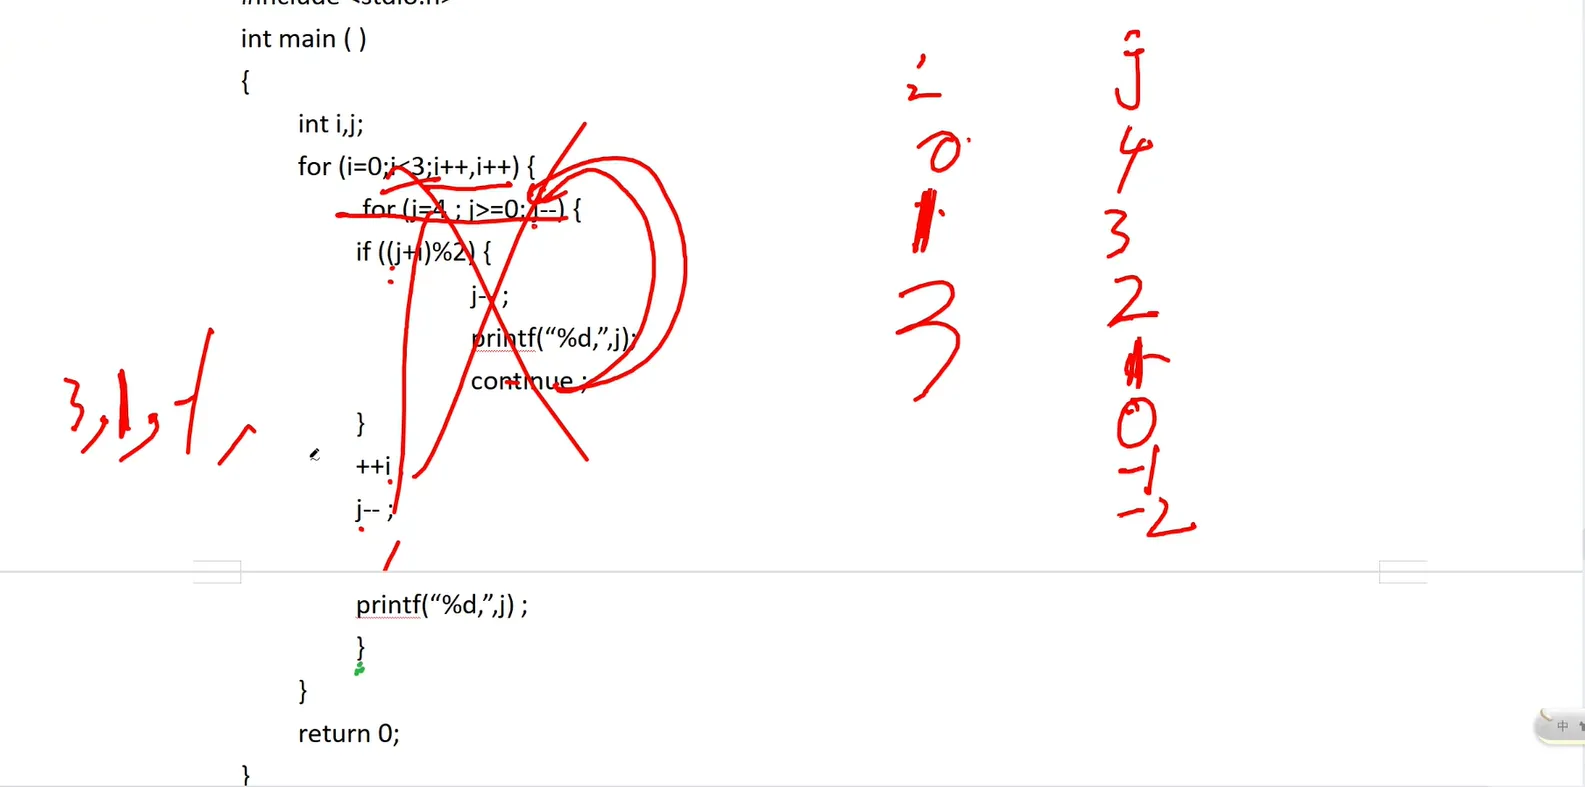 #include <stdio.h>
int main ( )
{
int i,j;
for (i=0;i<3;i++,i++) {
for (j=4 ; j>=0; j--) {
if ((j+i)%2) {
j-- ;
printf(“%d,”,j);
continue ;
}
++i
j-- ;
printf(“%d,”,j) ;
}
}
return 0;
}
3,1,-1,
i
0
1
3
j
4
3
2
1
0
-1
-2
中